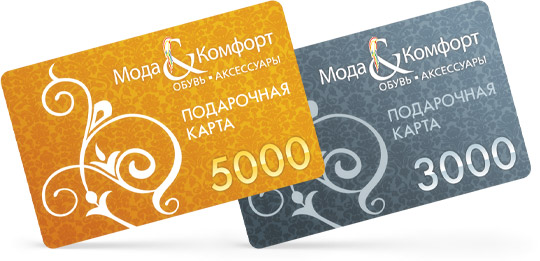 Мода&Комфорт
ОБУВЬ•АКСЕССУАРЫ
ПОДАРОЧНАЯ
КАРТА
5000
Мода&Комфорт
ОБУВЬ•АКСЕССУАРЫ
ПОДАРОЧНАЯ
КАРТА
3000